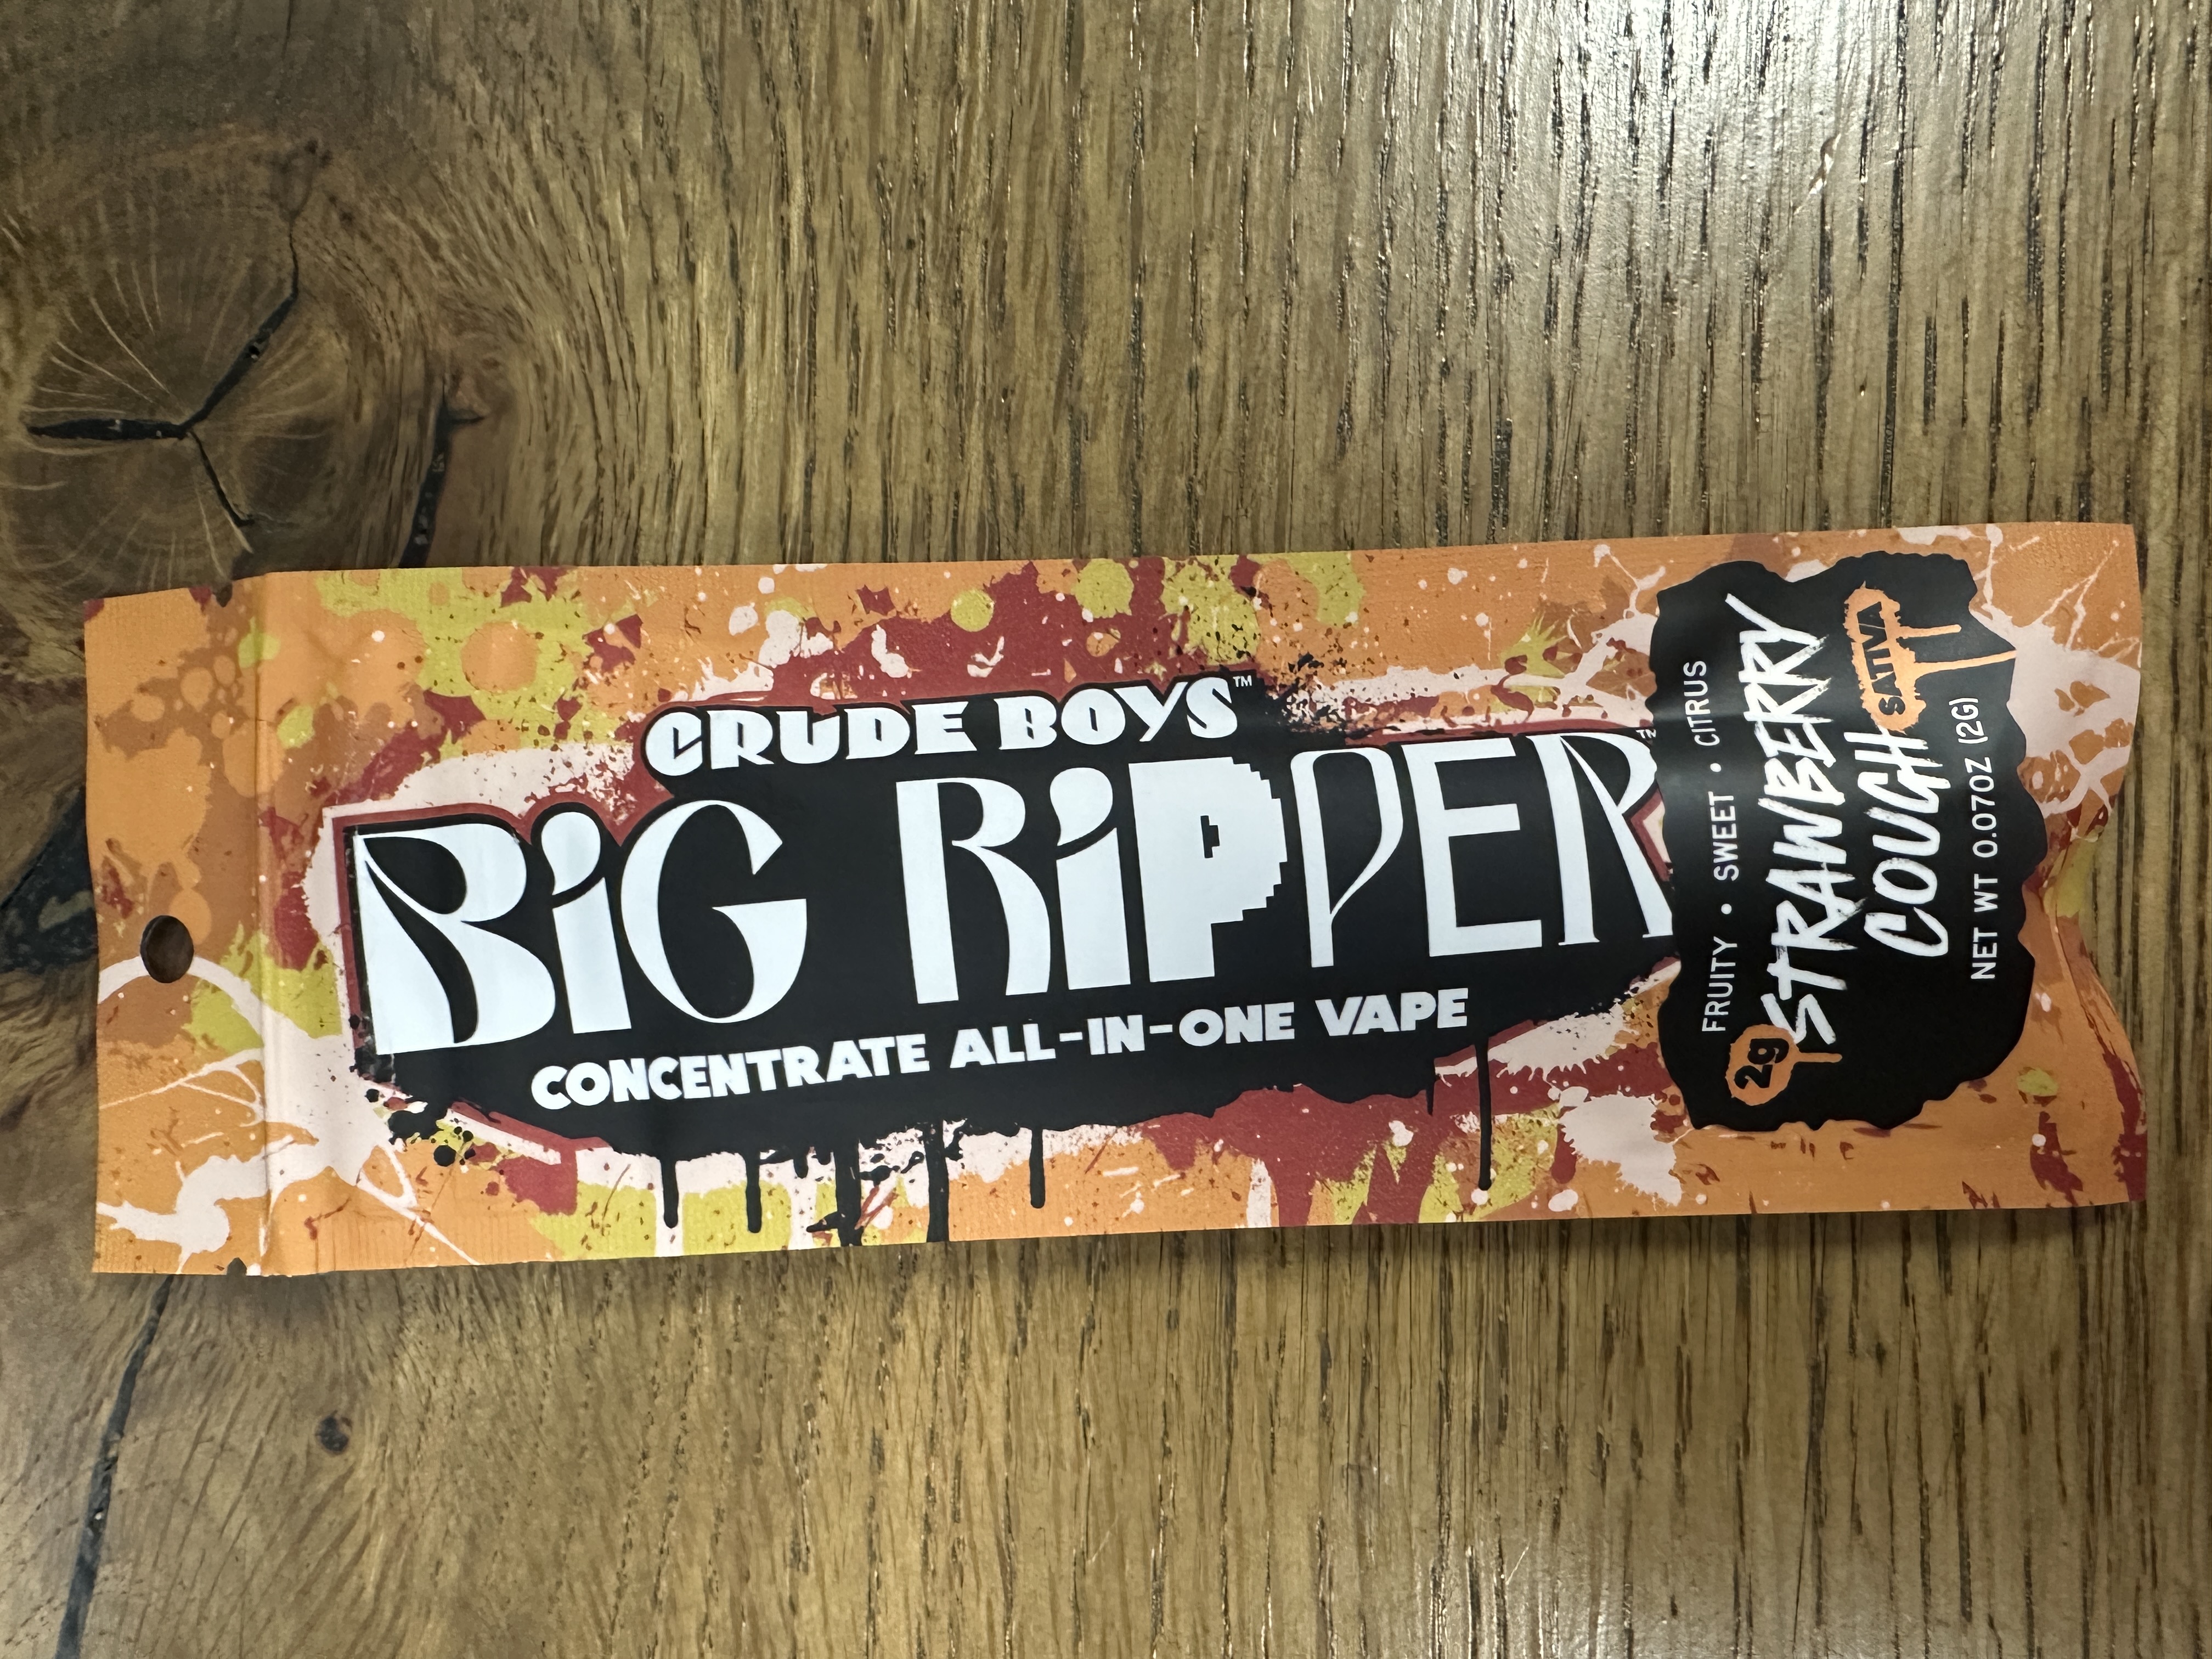 CRUDE BOYS™
BiG RiPPER™
CONCENTRATE ALL-IN-ONE VAPE
FRUITY • SWEET • CITRUS
2g STRAWBERRY
COUGH SATIVA
NET WT 0.07OZ (2G)